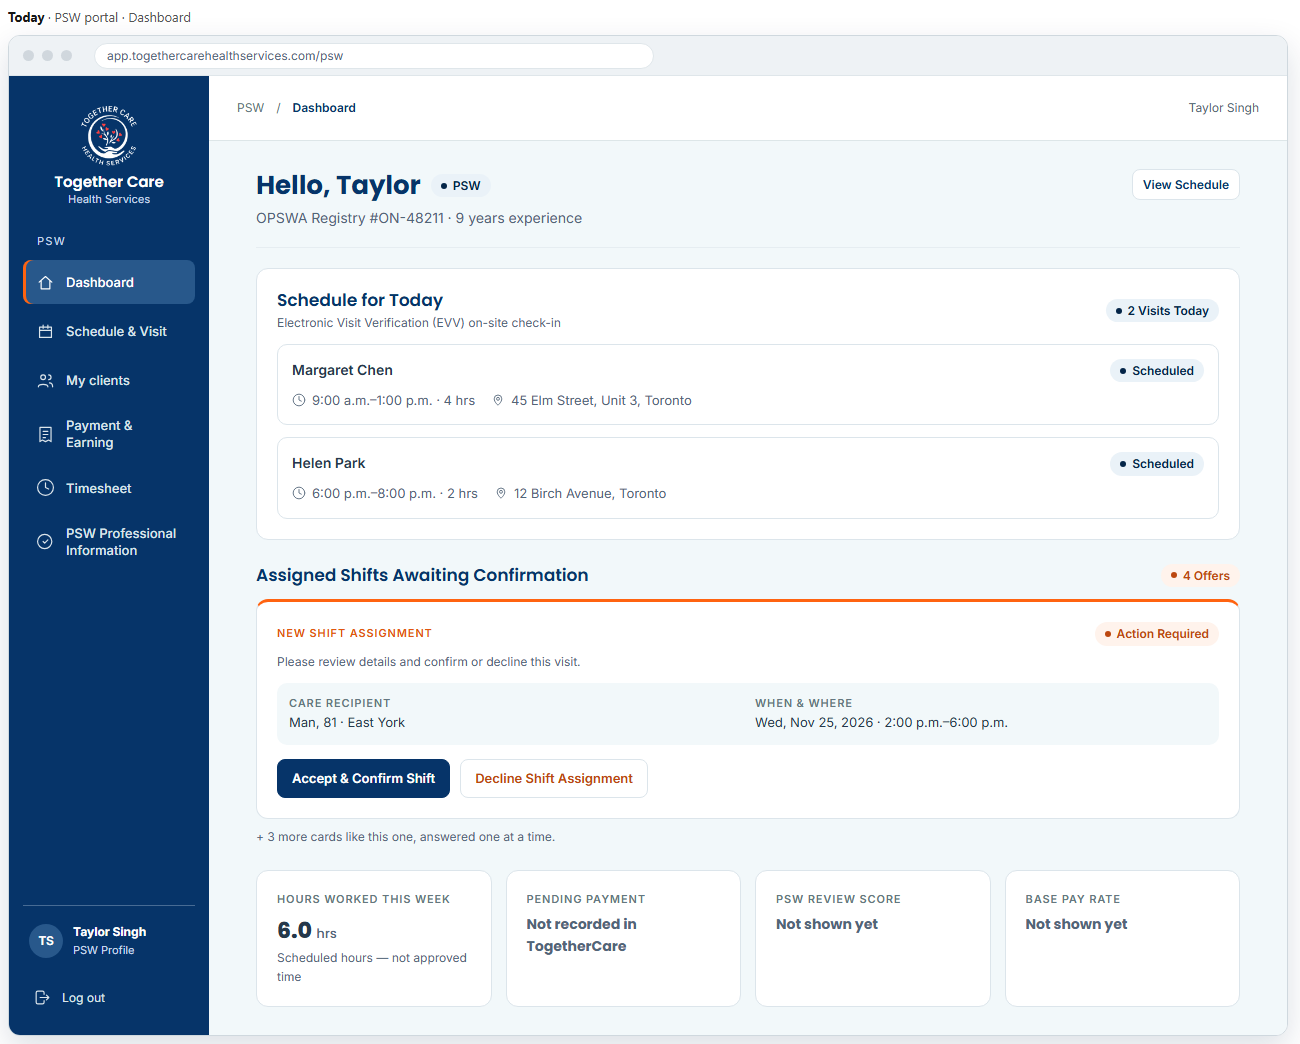 Today · PSW portal · Dashboard
app.togethercarehealthservices.com/psw
TOGETHER CARE
HEALTH SERVICES
Together Care
Health Services
PSW
Dashboard
Schedule & Visit
My clients
Payment &
Earning
Timesheet
PSW Professional
Information
TS
Taylor Singh
PSW Profile
Log out
PSW / Dashboard
Taylor Singh
Hello, Taylor
PSW
View Schedule
OPSWA Registry #ON-48211 · 9 years experience
Schedule for Today
Electronic Visit Verification (EVV) on-site check-in
2 Visits Today
Margaret Chen
Scheduled
9:00 a.m.–1:00 p.m. · 4 hrs
45 Elm Street, Unit 3, Toronto
Helen Park
Scheduled
6:00 p.m.–8:00 p.m. · 2 hrs
12 Birch Avenue, Toronto
Assigned Shifts Awaiting Confirmation
4 Offers
NEW SHIFT ASSIGNMENT
Action Required
Please review details and confirm or decline this visit.
CARE RECIPIENT
Man, 81 · East York
WHEN & WHERE
Wed, Nov 25, 2026 · 2:00 p.m.–6:00 p.m.
Accept & Confirm Shift
Decline Shift Assignment
+ 3 more cards like this one, answered one at a time.
HOURS WORKED THIS WEEK
6.0 hrs
Scheduled hours — not approved
time
PENDING PAYMENT
Not recorded in
TogetherCare
PSW REVIEW SCORE
Not shown yet
BASE PAY RATE
Not shown yet